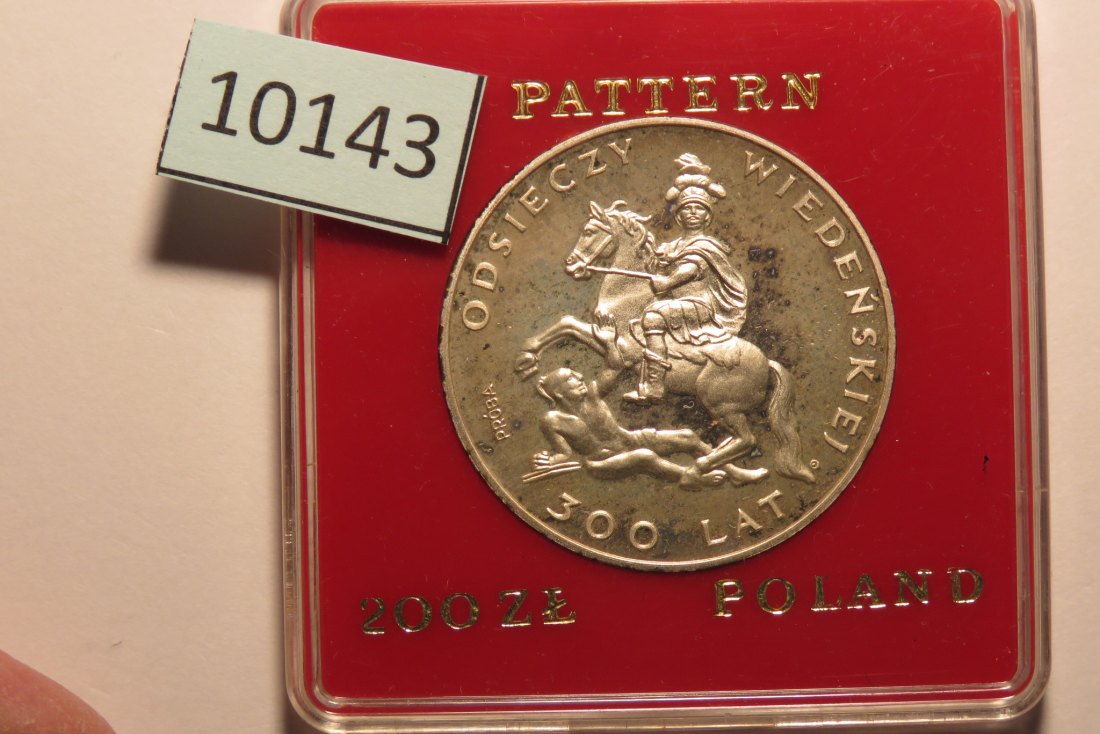 10143
PATTERN
ODSIECZY WIEDEŃSKIEJ
PRÓBA
300 LAT
200 ZŁ POLAND